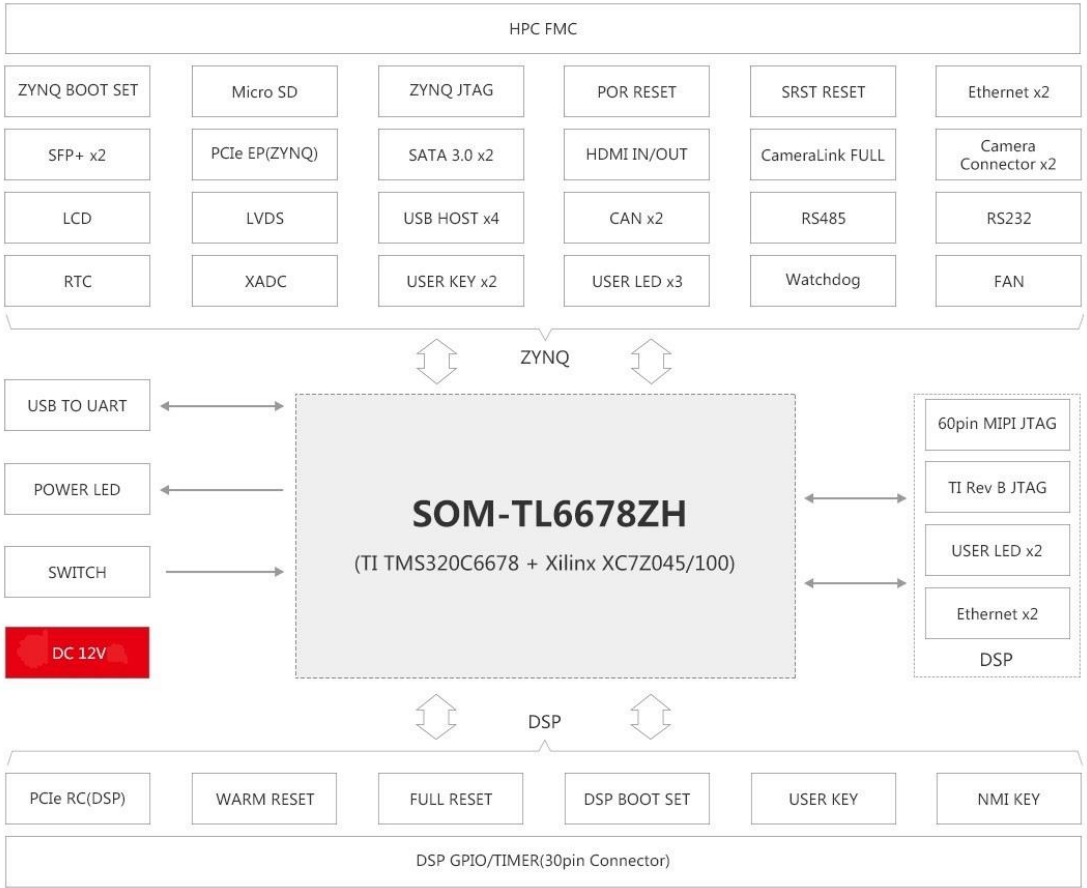 HPC FMC
ZYNQ BOOT SET
Micro SD
ZYNQ JTAG
POR RESET
SRST RESET
Ethernet x2
SFP+ x2
PCIe EP(ZYNQ)
SATA 3.0 x2
HDMI IN/OUT
CameraLink FULL
Camera
Connector x2
LCD
LVDS
USB HOST x4
CAN x2
RS485
RS232
RTC
XADC
USER KEY x2
USER LED x3
Watchdog
FAN
ZYNQ
USB TO UART
POWER LED
SWITCH
DC 12V
SOM-TL6678ZH
(TI TMS320C6678 + Xilinx XC7Z045/100)
60pin MIPI JTAG
TI Rev B JTAG
USER LED x2
Ethernet x2
DSP
DSP
PCIe RC(DSP)
WARM RESET
FULL RESET
DSP BOOT SET
USER KEY
NMI KEY
DSP GPIO/TIMER(30pin Connector)